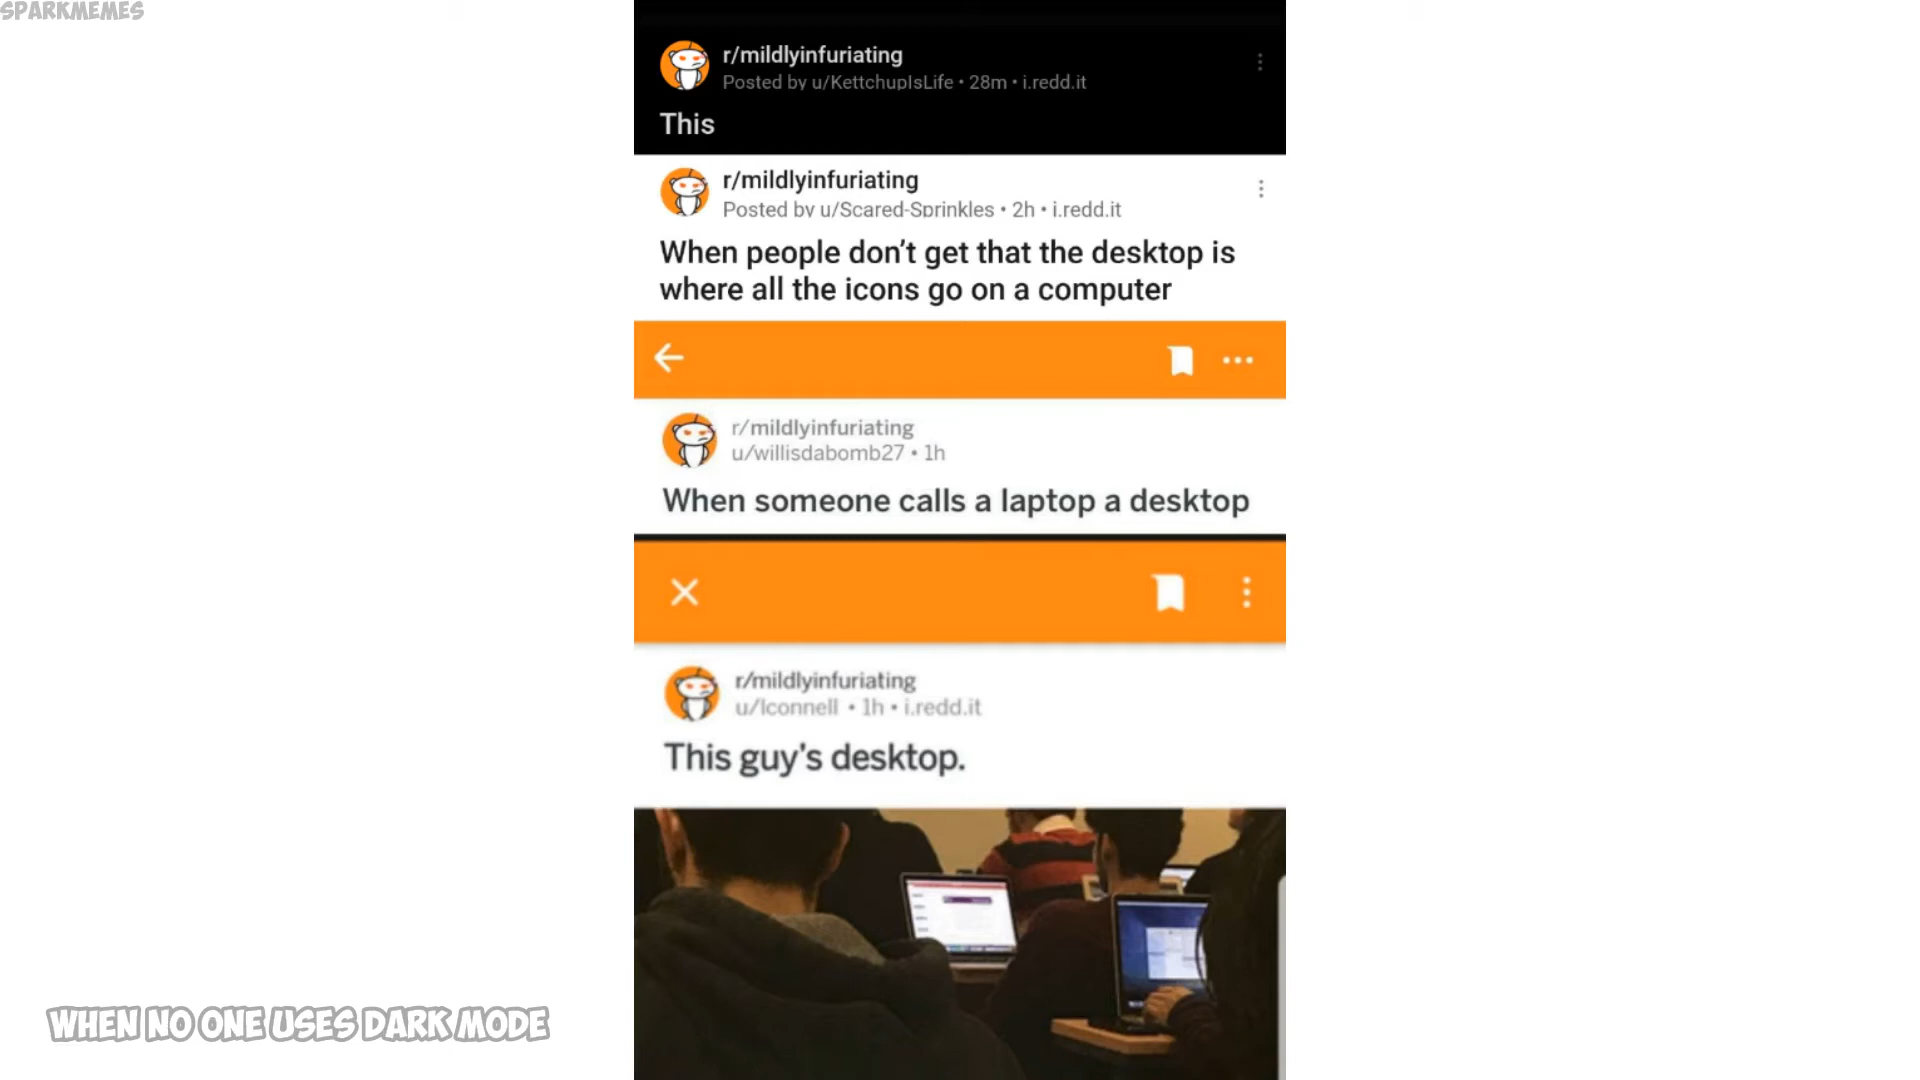 SPARKMEMES
r/mildlyinfuriating
Posted by u/KettchupIsLife • 28m • i.redd.it
This
r/mildlyinfuriating
Posted by u/Scared-Sprinkles • 2h • i.redd.it
When people don’t get that the desktop is
where all the icons go on a computer
r/mildlyinfuriating
u/willisdabomb27 • 1h
When someone calls a laptop a desktop
r/mildlyinfuriating
u/lconnell • 1h • i.redd.it
This guy's desktop.
WHEN NO ONE USES DARK MODE